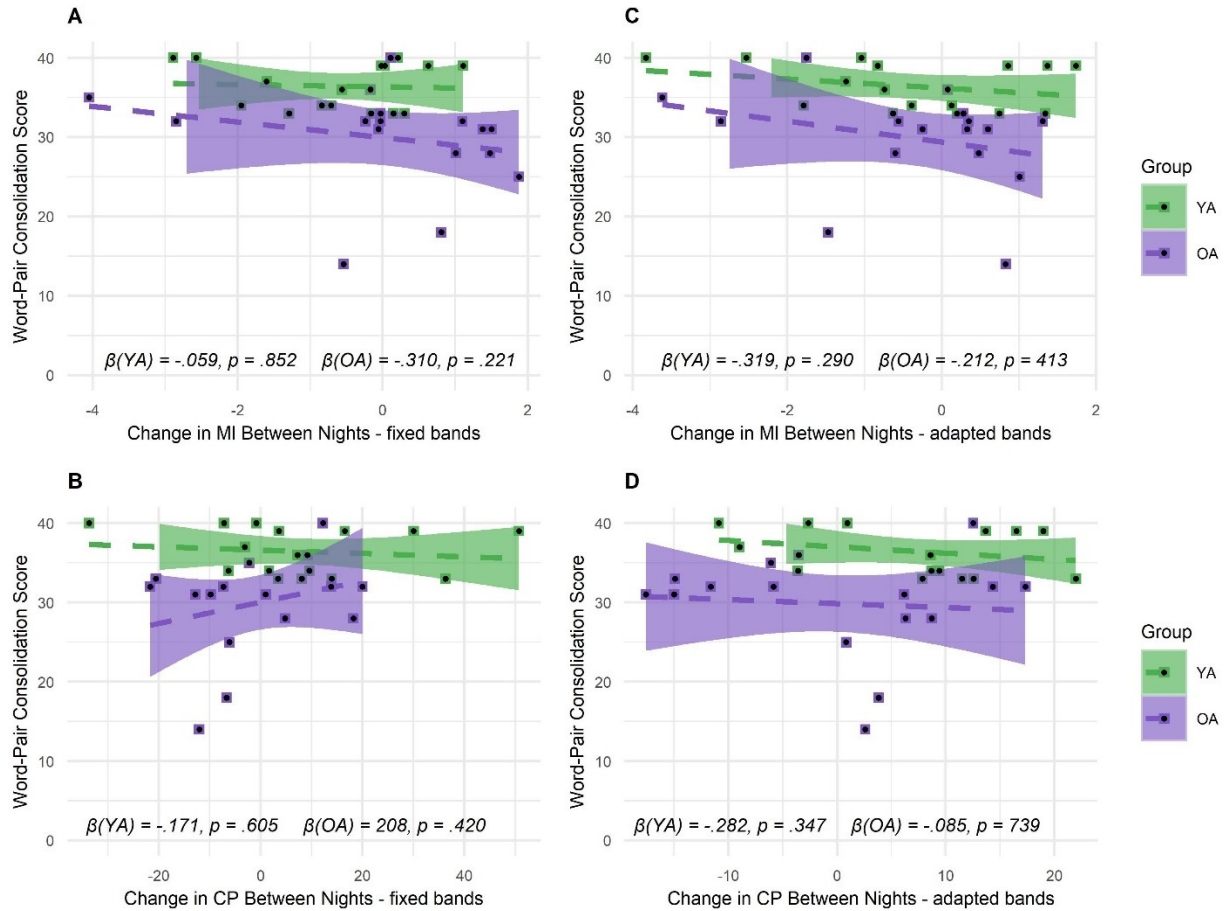 A
Word-Pair Consolidation Score
40
30
20
10
0
β(YA) = -.059, p = .852 β(OA) = -.310, p = .221
-4 -2 0 2
Change in MI Between Nights - fixed bands
C
Word-Pair Consolidation Score
40
30
20
10
0
β(YA) = -.319, p = .290 β(OA) = -.212, p = 413
-4 -2 0 2
Change in MI Between Nights - adapted bands
Group
YA
OA
B
Word-Pair Consolidation Score
40
30
20
10
0
β(YA) = -.171, p = .605 β(OA) = 208, p = .420
-20 0 20 40
Change in CP Between Nights - fixed bands
D
Word-Pair Consolidation Score
40
30
20
10
0
β(YA) = -.282, p = .347 β(OA) = -.085, p = 739
-10 0 10 20
Change in CP Between Nights - adapted bands
Group
YA
OA